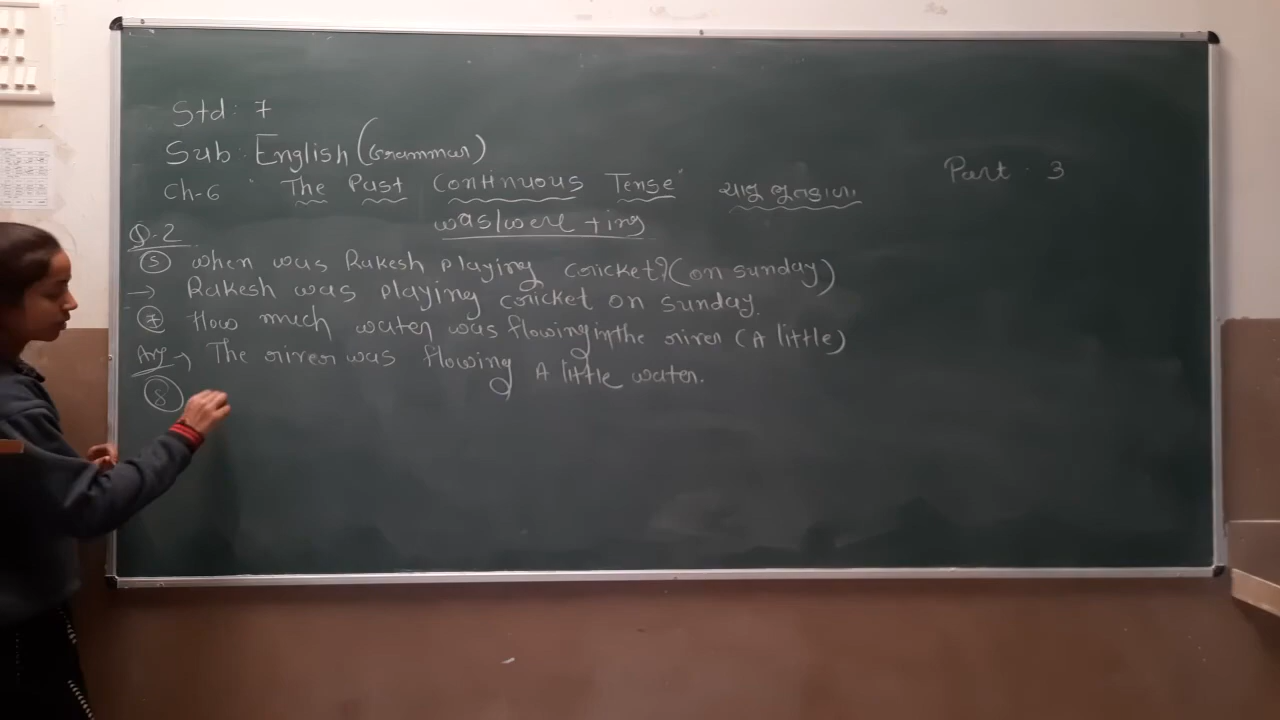 Std: 7
Sub: English (Grammar)
Ch-6 "The Past Continuous Tense" ચાલુ ભૂતકાળ
Part - 3
was/were + ing
Q.2
(5) When was Rakesh playing cricket? (on sunday)
→ Rakesh was playing cricket on sunday.
(7) How much water was flowing in the river (A little)
Ans → The river was flowing A little water.
(8)